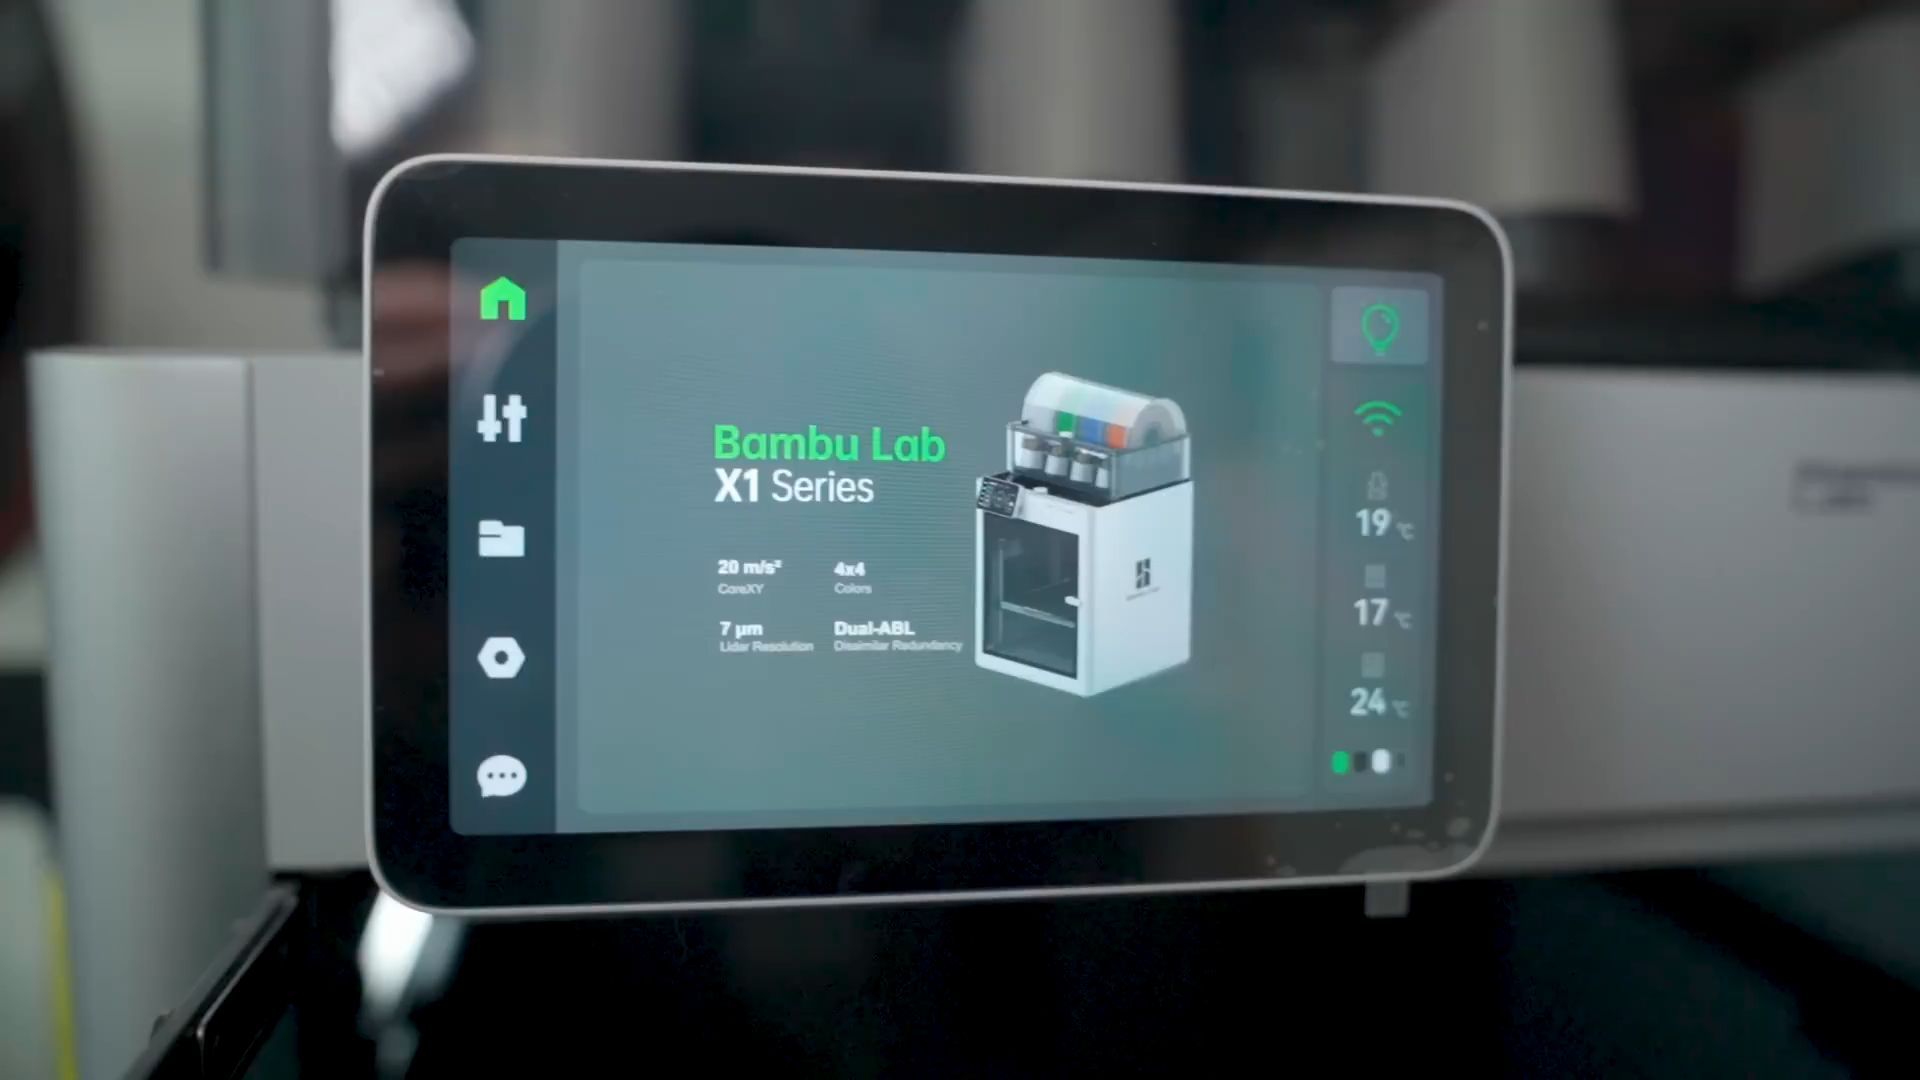 Bambu Lab
X1 Series
20 m/s²
CoreXY
4x4
Colors
7 µm
Lidar Resolution
Dual-ABL
Dissimilar Redundancy
19 ℃
17 ℃
24 ℃